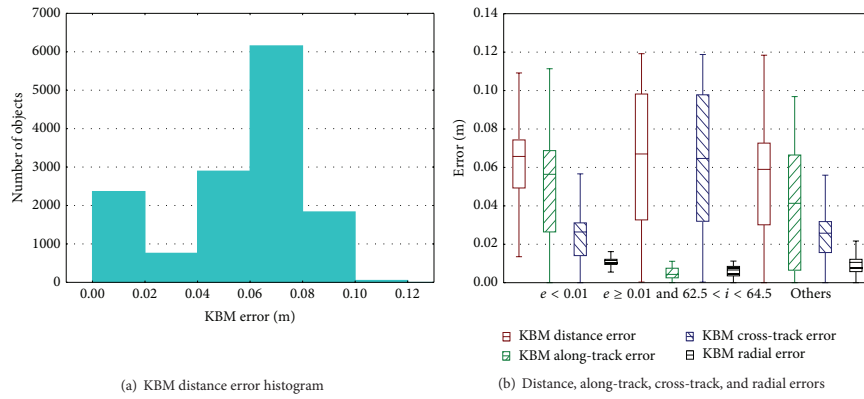 7000
6000
5000
4000
3000
2000
1000
0
Number of objects
0.00 0.02 0.04 0.06 0.08 0.10 0.12
KBM error (m)
(a) KBM distance error histogram
0.14
0.12
0.10
0.08
0.06
0.04
0.02
0.00
Error (m)
e < 0.01 e ≥ 0.01 and 62.5 < i < 64.5 Others
KBM distance error
KBM along-track error
KBM cross-track error
KBM radial error
(b) Distance, along-track, cross-track, and radial errors